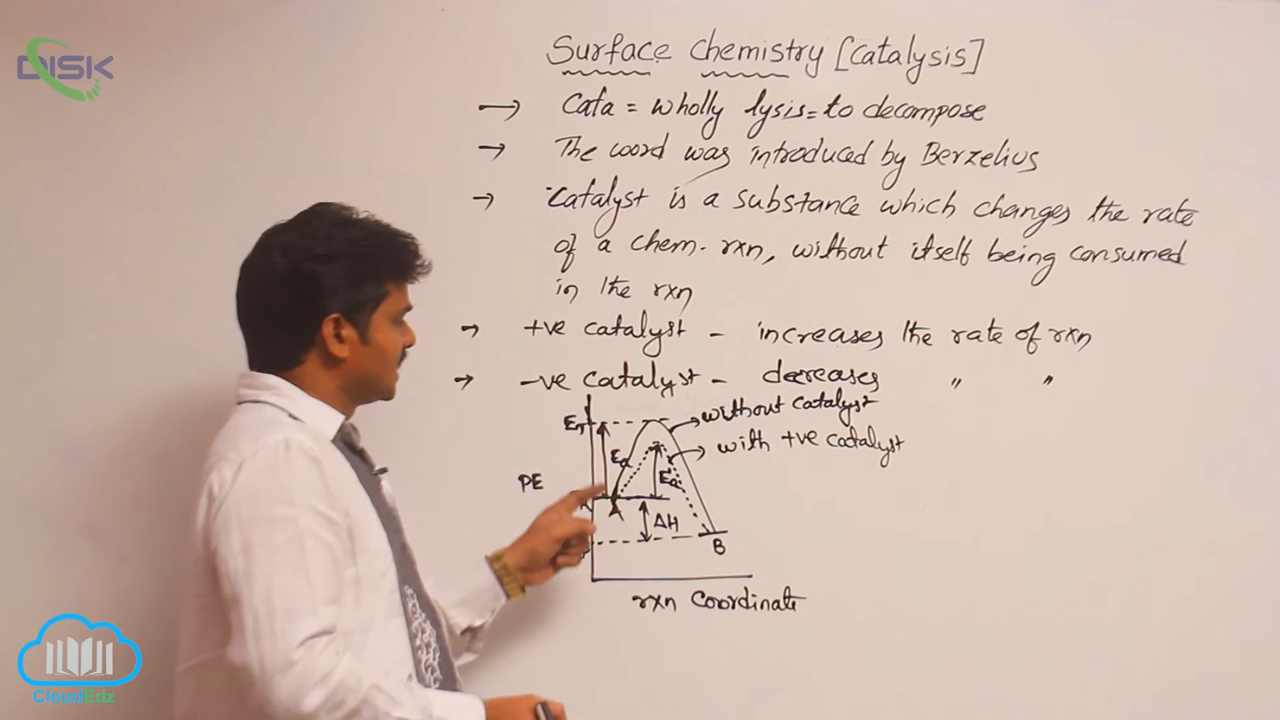 DISK
Surface chemistry [catalysis]
→ Cata = wholly lysis = to decompose
→ The word was introduced by Berzelius
→ Catalyst is a substance which changes the rate
of a chem. rxn, without itself being consumed
in the rxn
→ +ve catalyst - increases the rate of rxn
→ -ve catalyst - decreases " "
without catalyst
ET
with +ve catalyst
Ea
E'a
PE
A
ΔH
B
rxn coordinate
CloudEdz